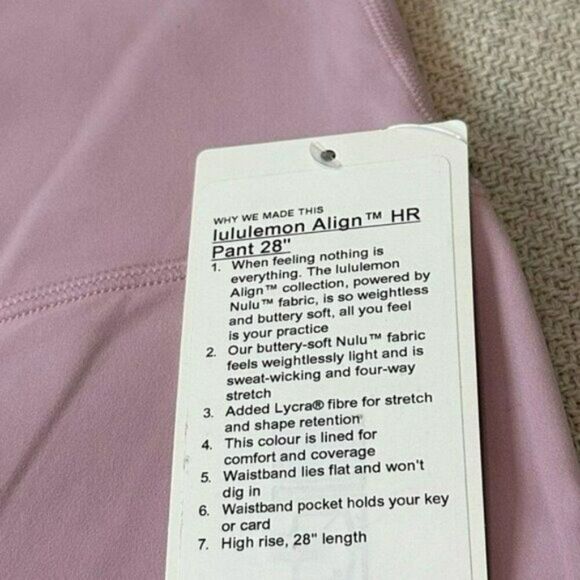 WHY WE MADE THIS
lululemon Align™ HR
Pant 28"
1. When feeling nothing is
everything. The lululemon
Align™ collection, powered by
Nulu™ fabric, is so weightless
and buttery soft, all you feel
is your practice
2. Our buttery-soft Nulu™ fabric
feels weightlessly light and is
sweat-wicking and four-way
stretch
3. Added Lycra® fibre for stretch
and shape retention
4. This colour is lined for
comfort and coverage
5. Waistband lies flat and won't
dig in
6. Waistband pocket holds your key
or card
7. High rise, 28" length